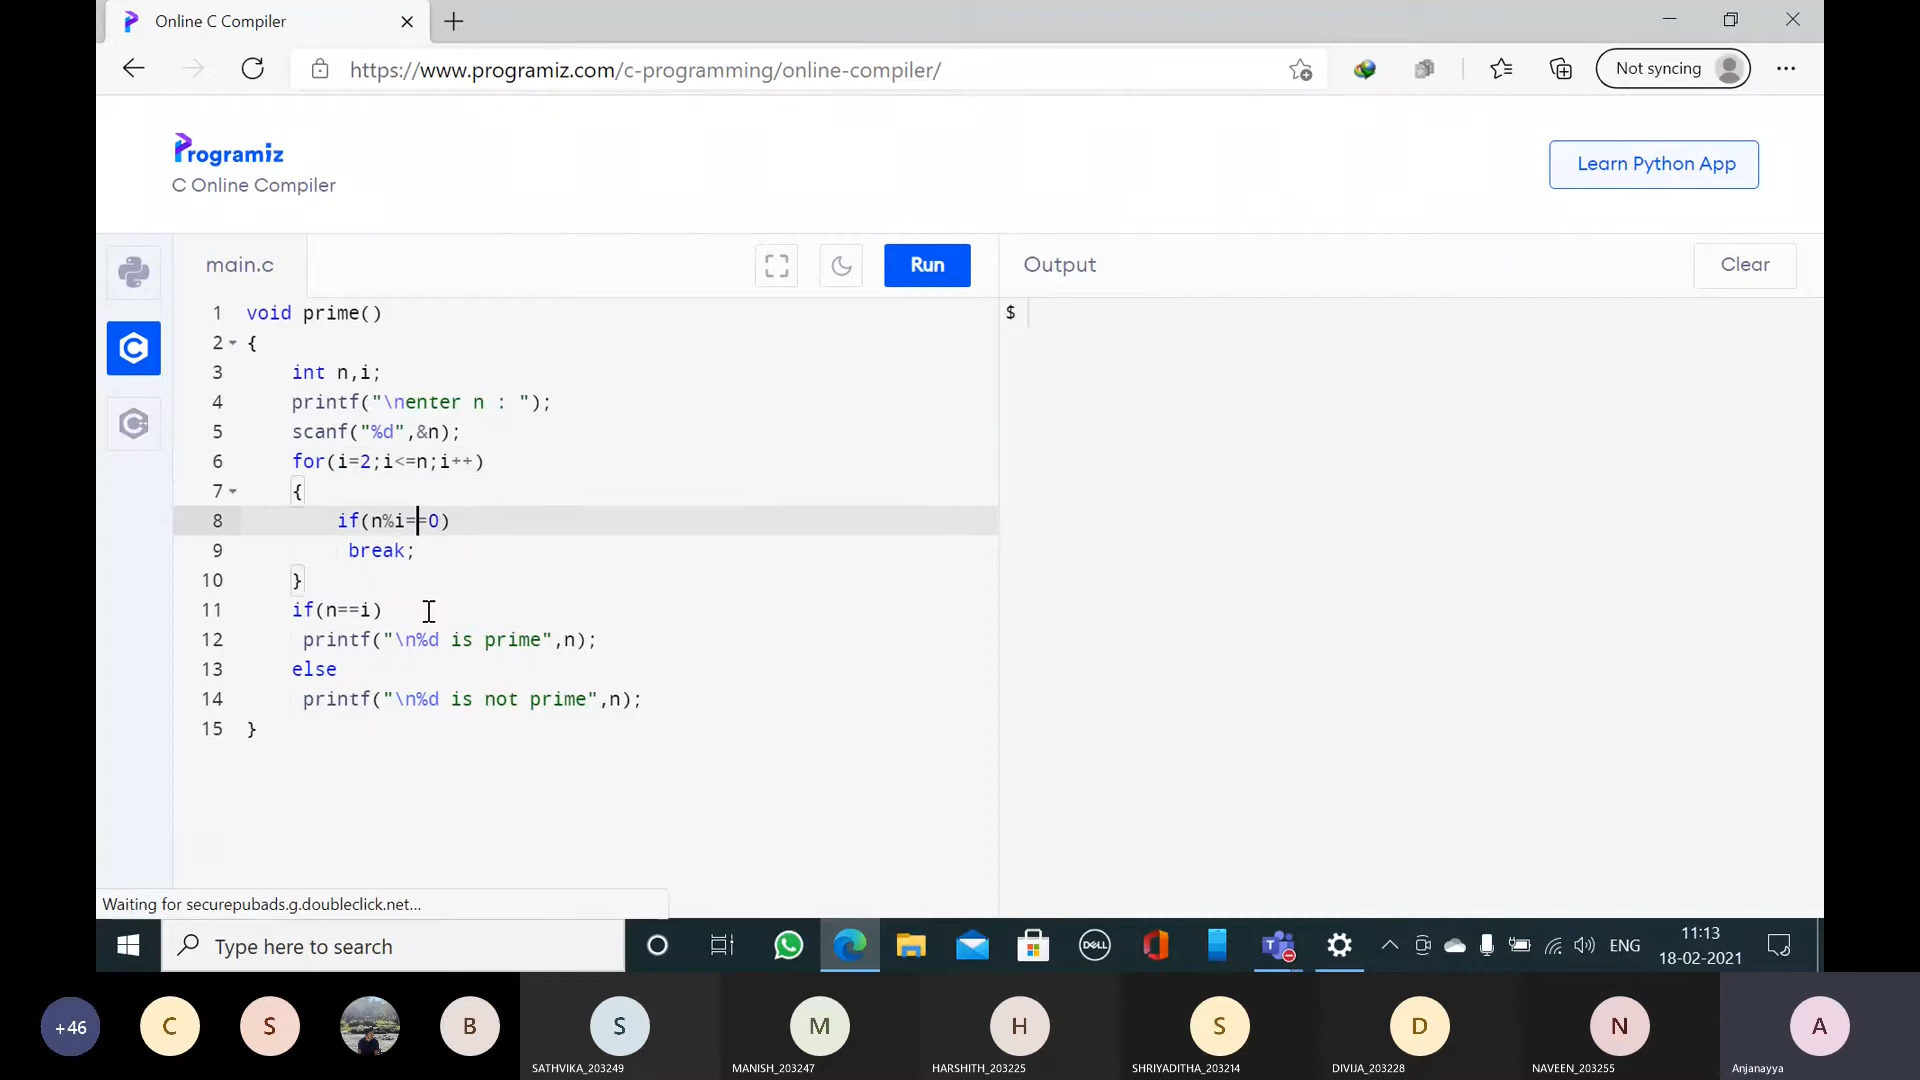 Online C Compiler
https://www.programiz.com/c-programming/online-compiler/
Not syncing
Programiz
C Online Compiler
Learn Python App
main.c
Run
Output
Clear
1 void prime()
2 {
3 int n,i;
4 printf("\nenter n : ");
5 scanf("%d",&n);
6 for(i=2;i<=n;i++)
7 {
8 if(n%i==0)
9 break;
10 }
11 if(n==i)
12 printf("\n%d is prime",n);
13 else
14 printf("\n%d is not prime",n);
15 }
$
Waiting for securepubads.g.doubleclick.net...
Type here to search
DELL
ENG
11:13
18-02-2021
+46
C
S
B
S
M
H
S
D
N
A
SATHVIKA_203249
MANISH_203247
HARSHITH_203225
SHRIYADITHA_203214
DIVIJA_203228
NAVEEN_203255
Anjanayya